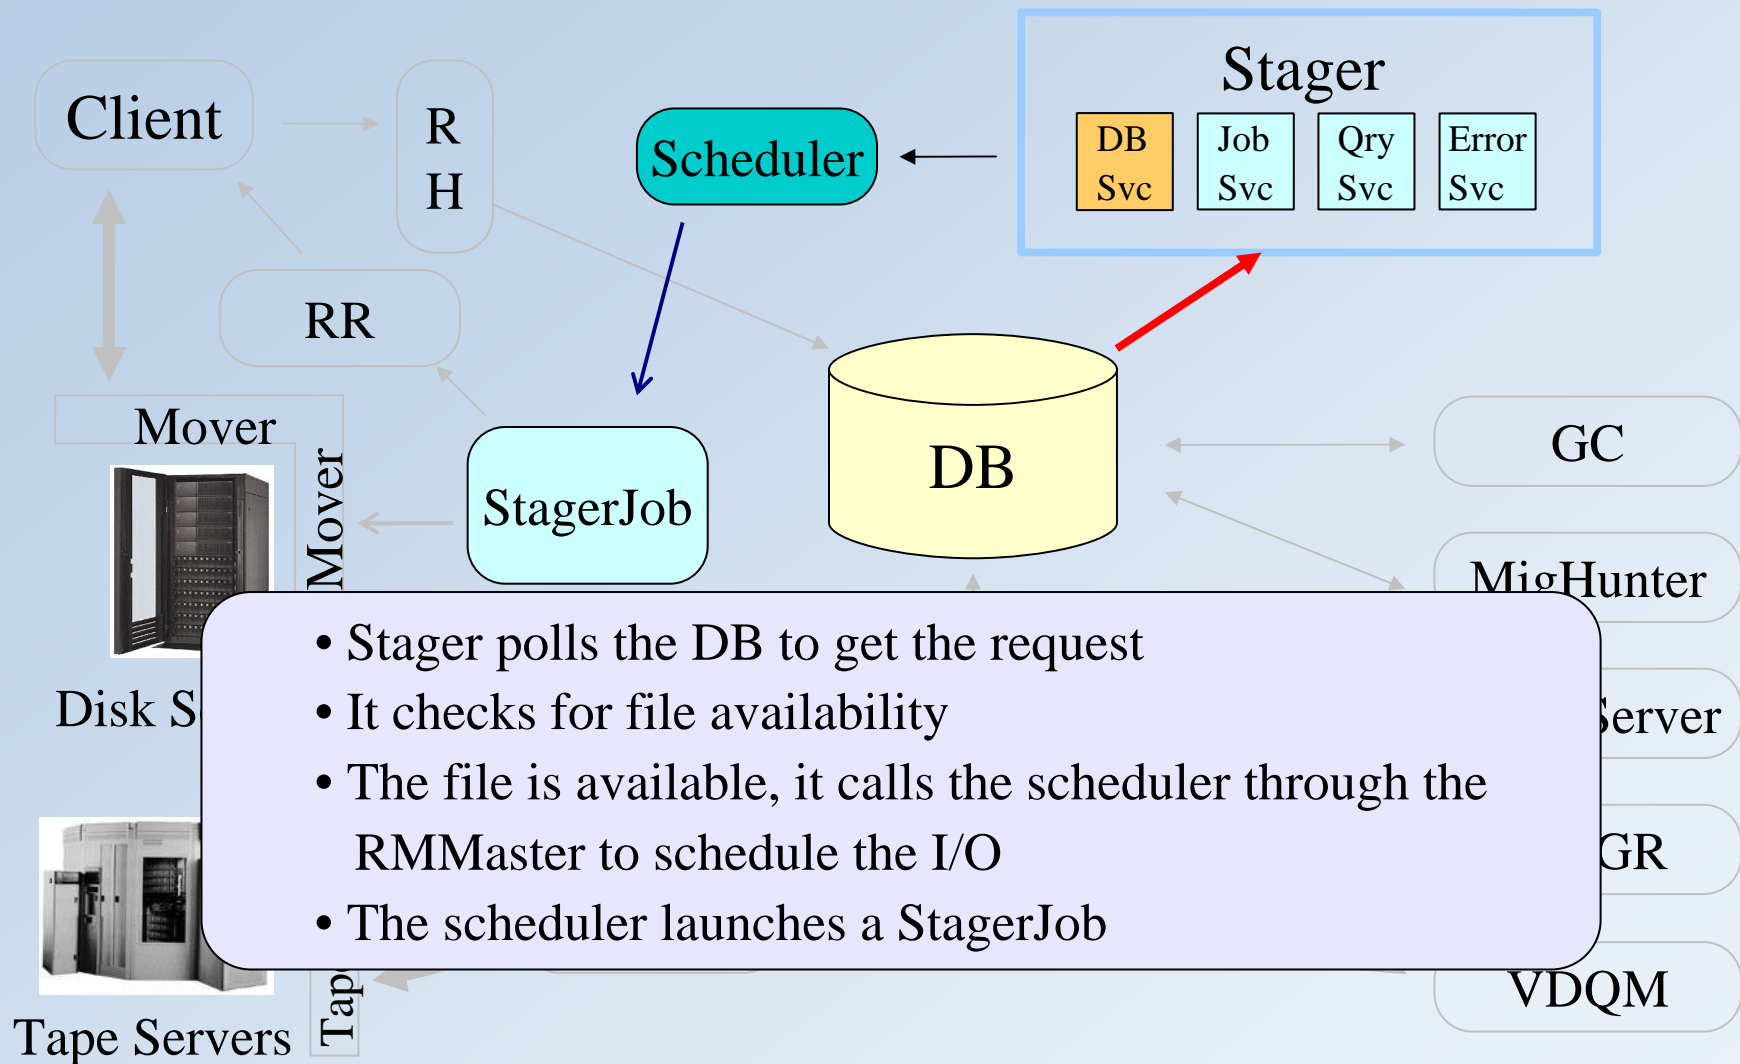 Stager
Client
R
H
Scheduler
DB
Svc
Job
Svc
Qry
Svc
Error
Svc
RR
Mover
Mover
StagerJob
DB
GC
MigHunter
Disk
Server
GR
VDQM
• Stager polls the DB to get the request
• It checks for file availability
• The file is available, it calls the scheduler through the
RMMaster to schedule the I/O
• The scheduler launches a StagerJob
Tape Servers